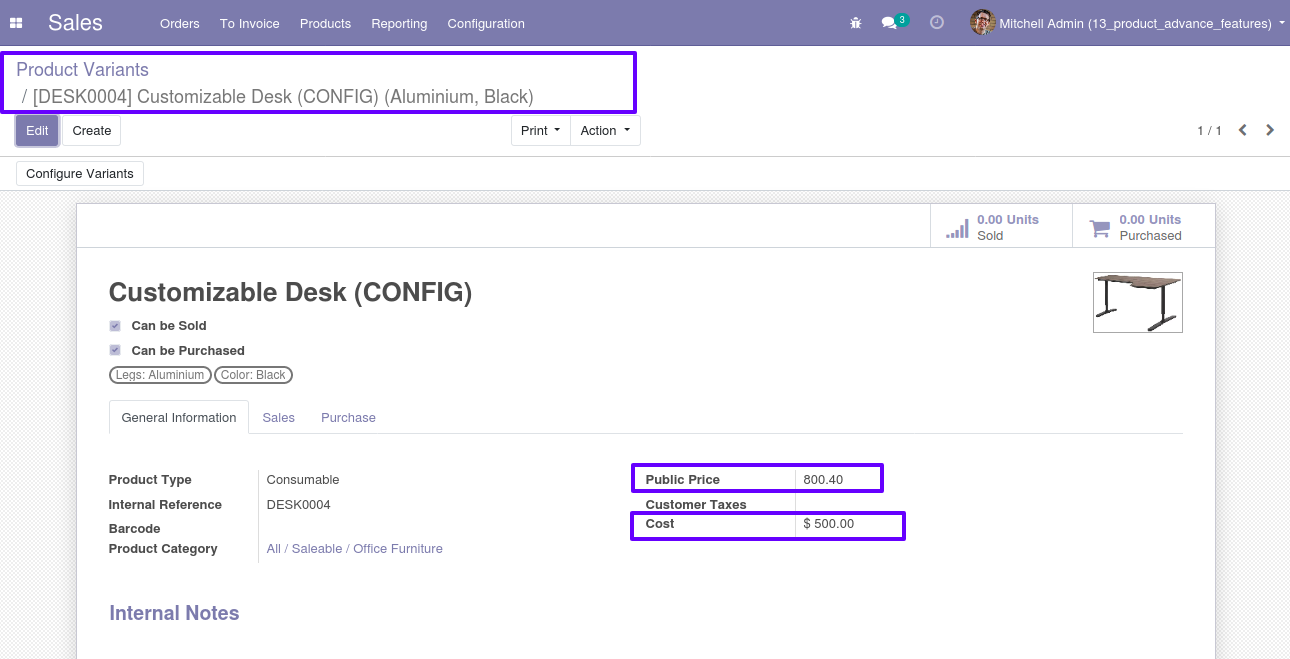 Sales Orders To Invoice Products Reporting Configuration 3 Mitchell Admin (13_product_advance_features)
Product Variants
/ [DESK0004] Customizable Desk (CONFIG) (Aluminium, Black)
Edit Create Print Action 1 / 1
Configure Variants
0.00 Units
Sold
0.00 Units
Purchased
Customizable Desk (CONFIG)
Can be Sold
Can be Purchased
Legs: Aluminium Color: Black
General Information Sales Purchase
Product Type Consumable
Internal Reference DESK0004
Barcode
Product Category All / Saleable / Office Furniture
Public Price 800.40
Customer Taxes
Cost $ 500.00
Internal Notes